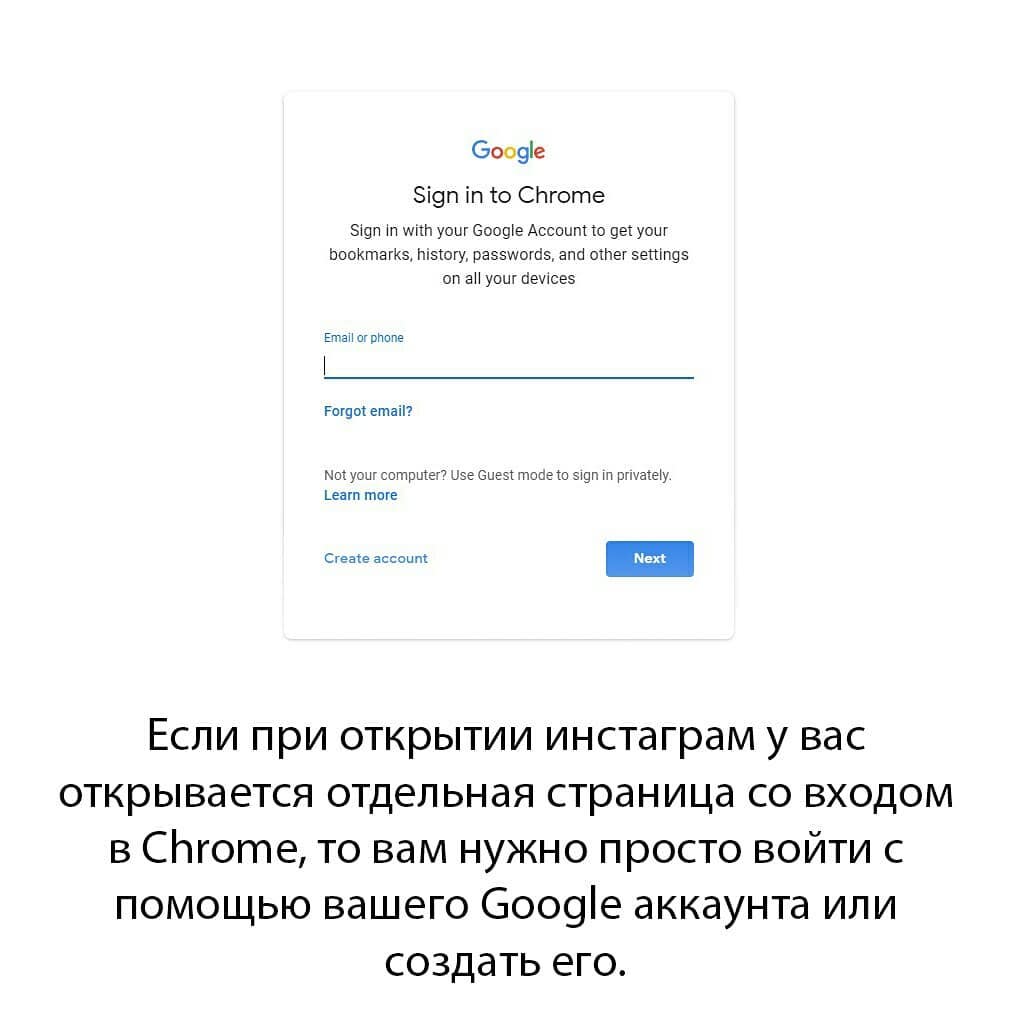 Google
Sign in to Chrome
Sign in with your Google Account to get your
bookmarks, history, passwords, and other settings
on all your devices
Email or phone
Forgot email?
Not your computer? Use Guest mode to sign in privately.
Learn more
Create account
Next
Если при открытии инстаграм у вас
открывается отдельная страница со входом
в Chrome, то вам нужно просто войти с
помощью вашего Google аккаунта или
создать его.